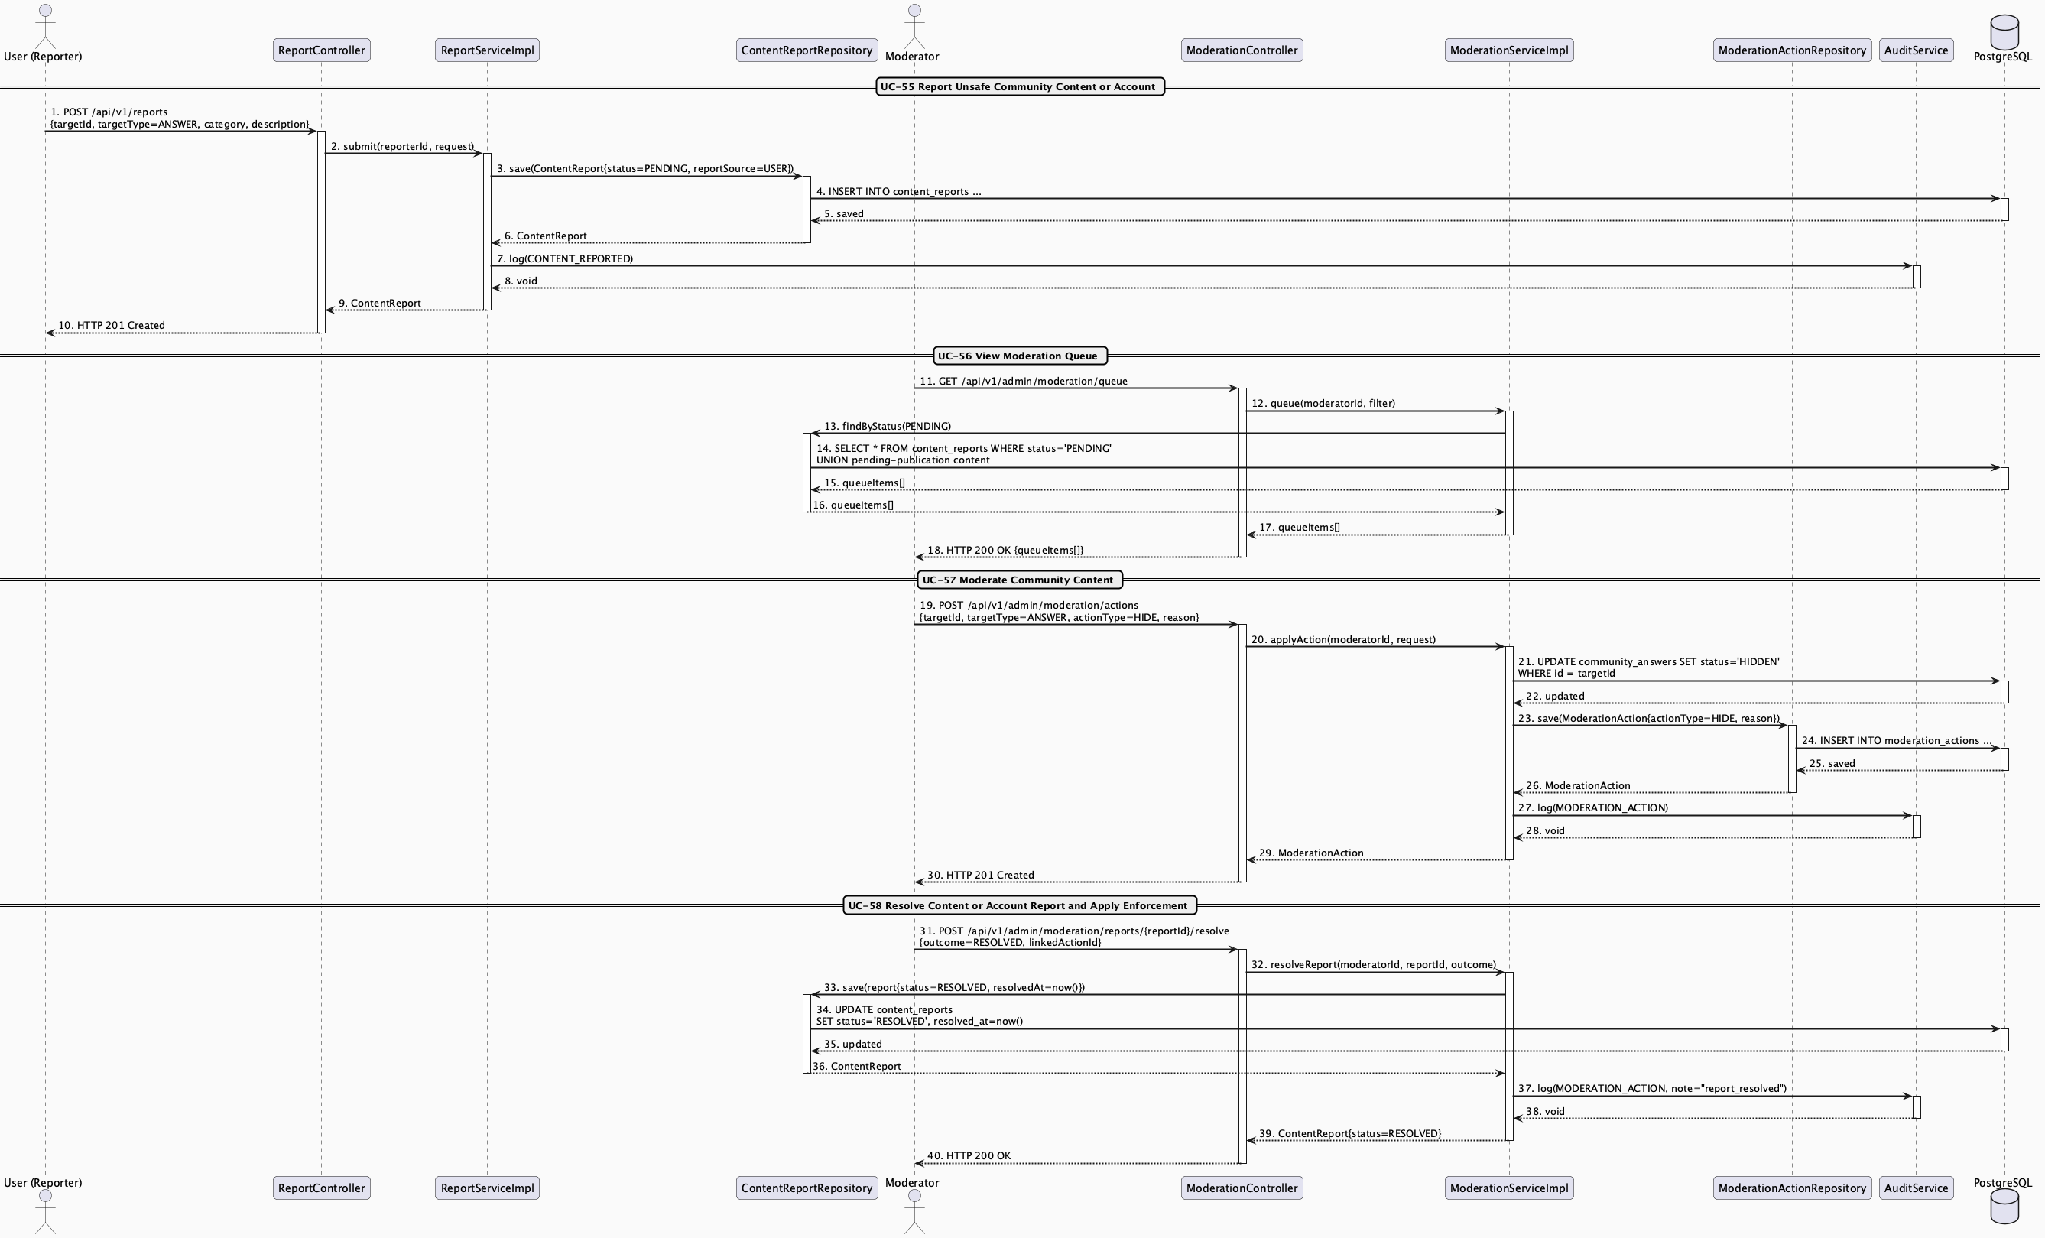 User (Reporter)
ReportController
ReportServiceImpl
ContentReportRepository
Moderator
ModerationController
ModerationServiceImpl
ModerationActionRepository
AuditService
PostgreSQL
UC-55 Report Unsafe Community Content or Account
1. POST /api/v1/reports
{targetId, targetType=ANSWER, category, description}
2. submit(reporterId, request)
3. save(ContentReport{status=PENDING, reportSource=USER})
4. INSERT INTO content_reports ...
5. saved
6. ContentReport
7. log(CONTENT_REPORTED)
8. void
9. ContentReport
10. HTTP 201 Created
UC-56 View Moderation Queue
11. GET /api/v1/admin/moderation/queue
12. queue(moderatorId, filter)
13. findByStatus(PENDING)
14. SELECT * FROM content_reports WHERE status='PENDING'
UNION pending-publication content
15. queueItems[]
16. queueItems[]
17. queueItems[]
18. HTTP 200 OK {queueItems[]}
UC-57 Moderate Community Content
19. POST /api/v1/admin/moderation/actions
{targetId, targetType=ANSWER, actionType=HIDE, reason}
20. applyAction(moderatorId, request)
21. UPDATE community_answers SET status='HIDDEN'
WHERE id = targetId
22. updated
23. save(ModerationAction{actionType=HIDE, reason})
24. INSERT INTO moderation_actions ...
25. saved
26. ModerationAction
27. log(MODERATION_ACTION)
28. void
29. ModerationAction
30. HTTP 201 Created
UC-58 Resolve Content or Account Report and Apply Enforcement
31. POST /api/v1/admin/moderation/reports/{reportId}/resolve
{outcome=RESOLVED, linkedActionId}
32. resolveReport(moderatorId, reportId, outcome)
33. save(report{status=RESOLVED, resolvedAt=now()})
34. UPDATE content_reports
SET status='RESOLVED', resolved_at=now()
35. updated
36. ContentReport
37. log(MODERATION_ACTION, note="report_resolved")
38. void
39. ContentReport{status=RESOLVED}
40. HTTP 200 OK
User (Reporter)
ReportController
ReportServiceImpl
ContentReportRepository
Moderator
ModerationController
ModerationServiceImpl
ModerationActionRepository
AuditService
PostgreSQL